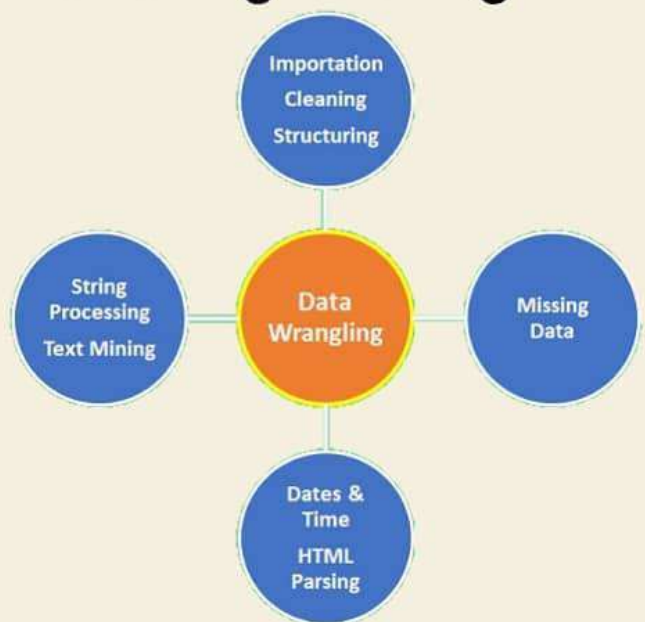 Importation
Cleaning
Structuring
String
Processing
Text Mining
Data
Wrangling
Missing
Data
Dates &
Time
HTML
Parsing